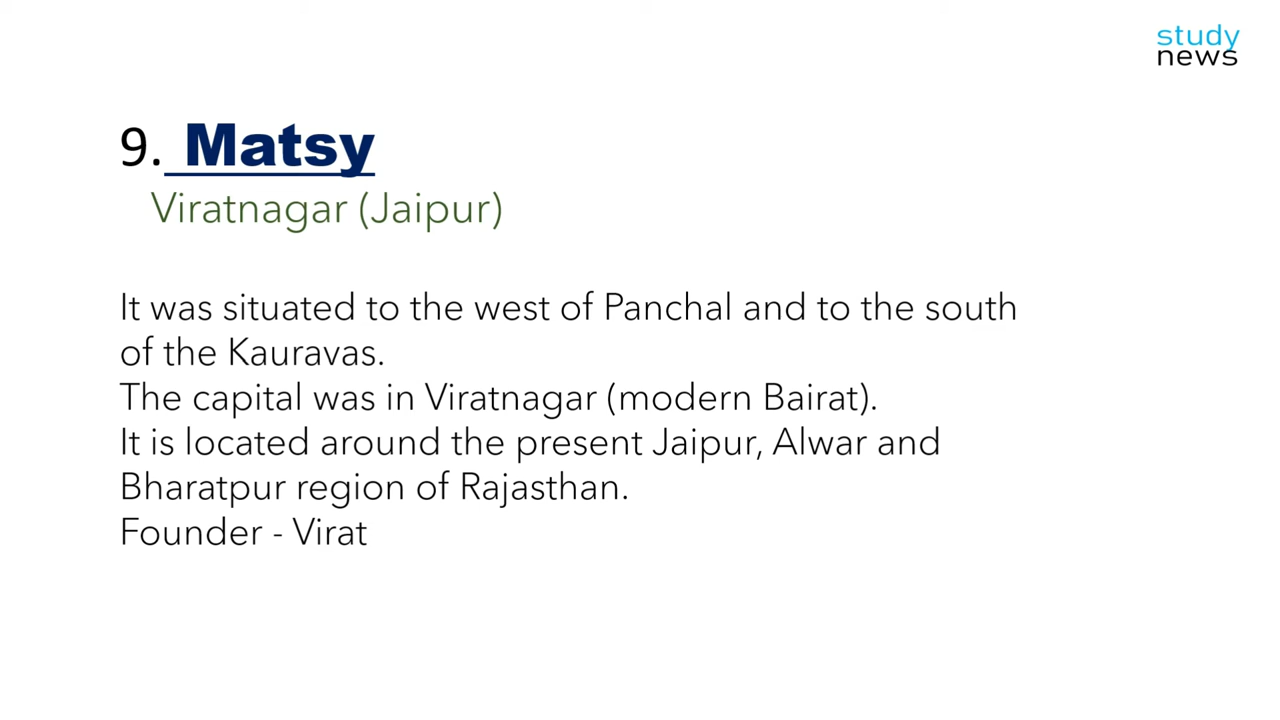 study
news
9. Matsy
Viratnagar (Jaipur)
It was situated to the west of Panchal and to the south
of the Kauravas.
The capital was in Viratnagar (modern Bairat).
It is located around the present Jaipur, Alwar and
Bharatpur region of Rajasthan.
Founder - Virat